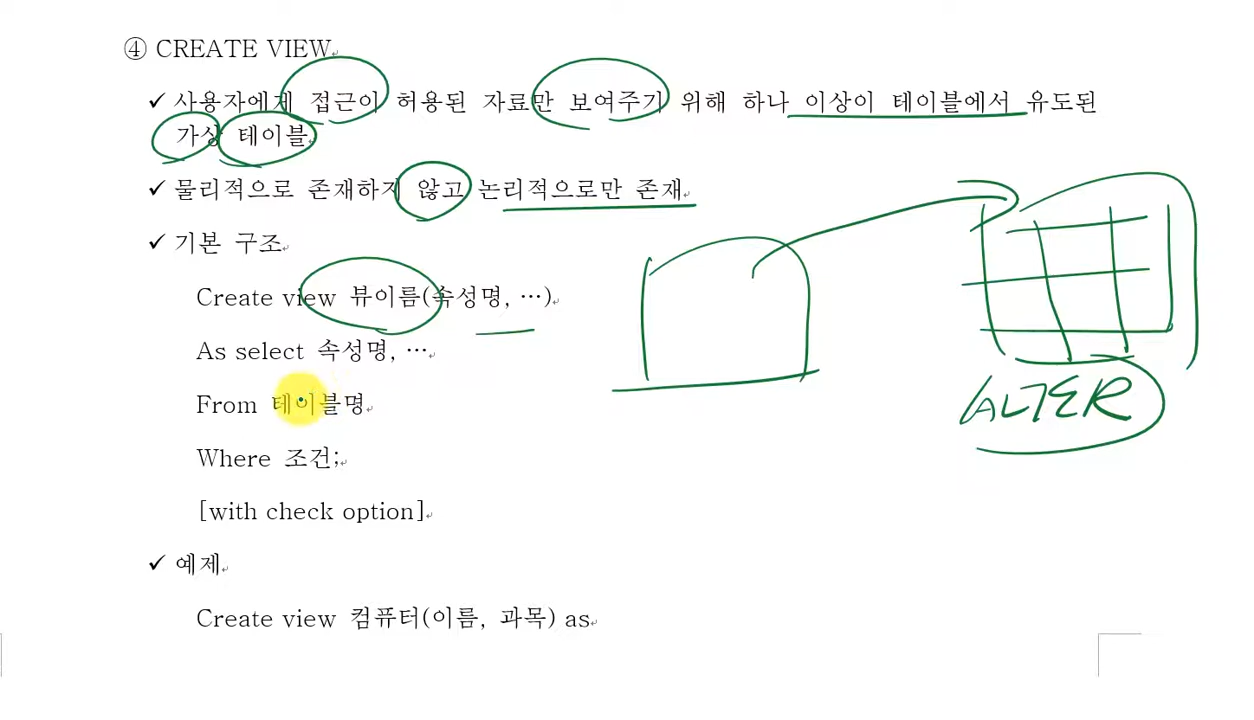 ④ CREATE VIEW
✓ 사용자에게 접근이 허용된 자료만 보여주기 위해 하나 이상이 테이블에서 유도된
가상 테이블
✓ 물리적으로 존재하지 않고 논리적으로만 존재
✓ 기본 구조
Create view 뷰이름(속성명, ⋯)
As select 속성명, ⋯
From 테이블명
Where 조건;
[with check option]
ALTER
✓ 예제
Create view 컴퓨터(이름, 과목) as